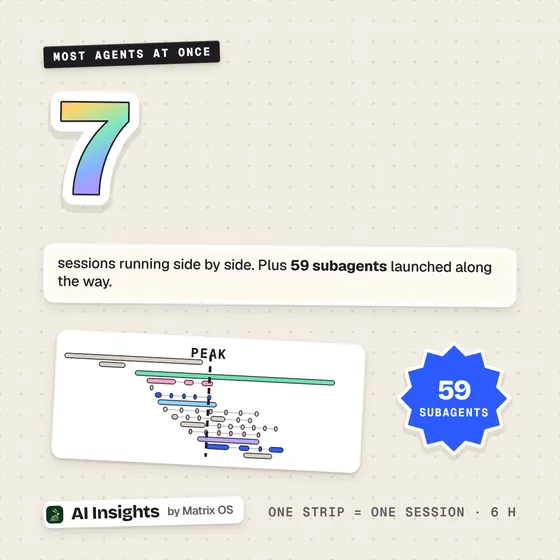 MOST AGENTS AT ONCE
7
sessions running side by side. Plus 59 subagents launched along
the way.
PEAK
59
SUBAGENTS
AI Insights by Matrix OS
ONE STRIP = ONE SESSION · 6 H